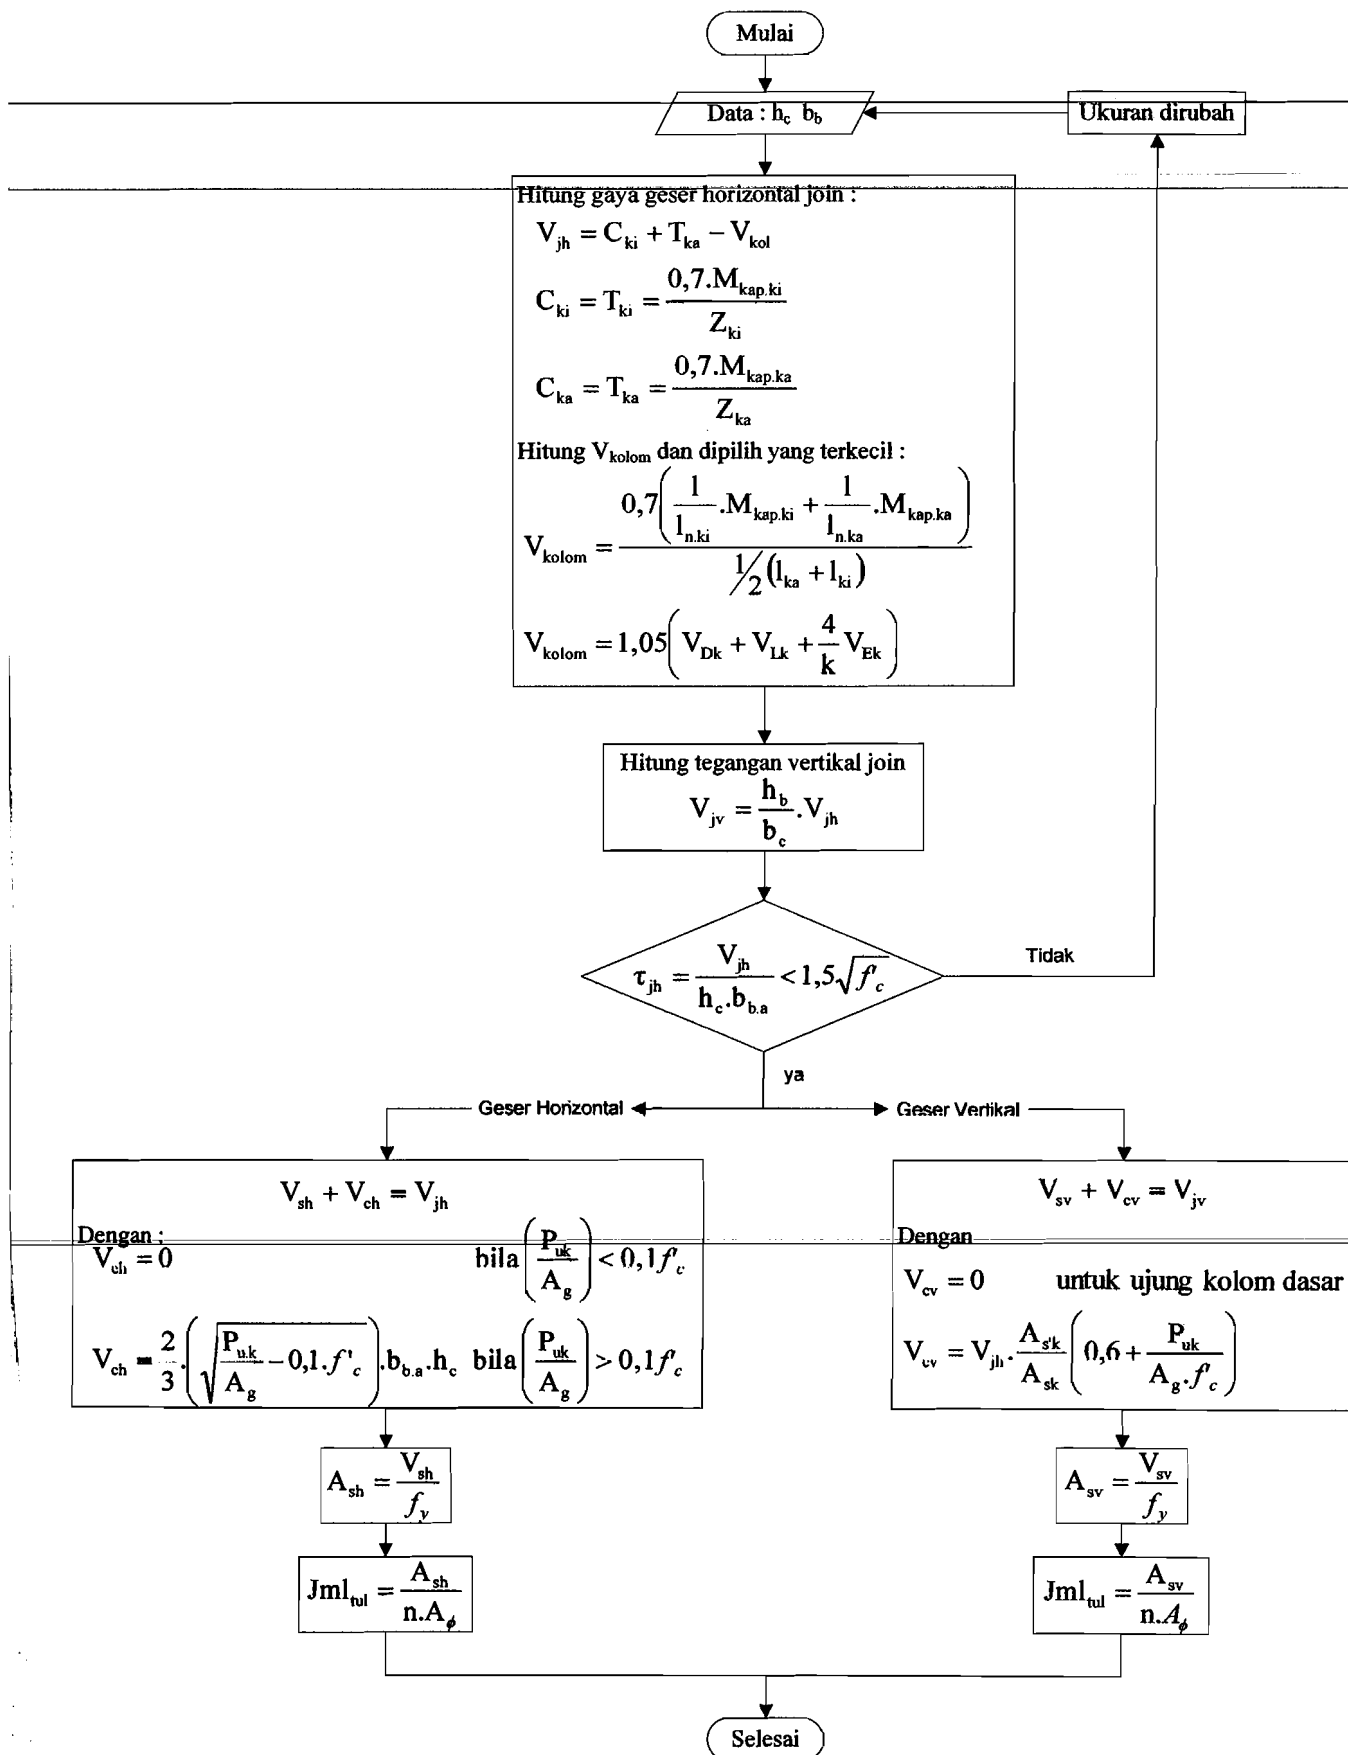 Mulai
Data : h_c b_b
Ukuran dirubah
Hitung gaya geser horizontal join :
V_jh = C_ki + T_ka − V_kol
C_ki = T_ki = 0,7.M_kap.ki / Z_ki
C_ka = T_ka = 0,7.M_kap.ka / Z_ka
Hitung V_kolom dan dipilih yang terkecil :
V_kolom = 0,7(l/l_n.ki .M_kap.ki + l/l_n.ka .M_kap.ka) / 1/2(l_ka + l_ki)
V_kolom = 1,05(V_Dk + V_Lk + 4/k V_Ek)
Hitung tegangan vertikal join
V_jv = h_b/b_c .V_jh
τ_jh = V_jh / h_c.b_b.a < 1,5√f'_c
Tidak
ya
Geser Horizontal
Geser Vertikal
V_sh + V_ch = V_jh
Dengan :
V_ch = 0 bila (P_uk/A_g) < 0,1f'_c
V_ch = 2/3 .(√(P_u.k/A_g − 0,1.f'_c)).b_b.a.h_c bila (P_uk/A_g) > 0,1f'_c
V_sv + V_cv = V_jv
Dengan
V_cv = 0 untuk ujung kolom dasar
V_cv = V_jh . A_s'k/A_sk (0,6 + P_uk/A_g.f'_c)
A_sh = V_sh/f_y
A_sv = V_sv/f_y
Jml_tul = A_sh/n.A_ϕ
Jml_tul = A_sv/n.A_ϕ
Selesai